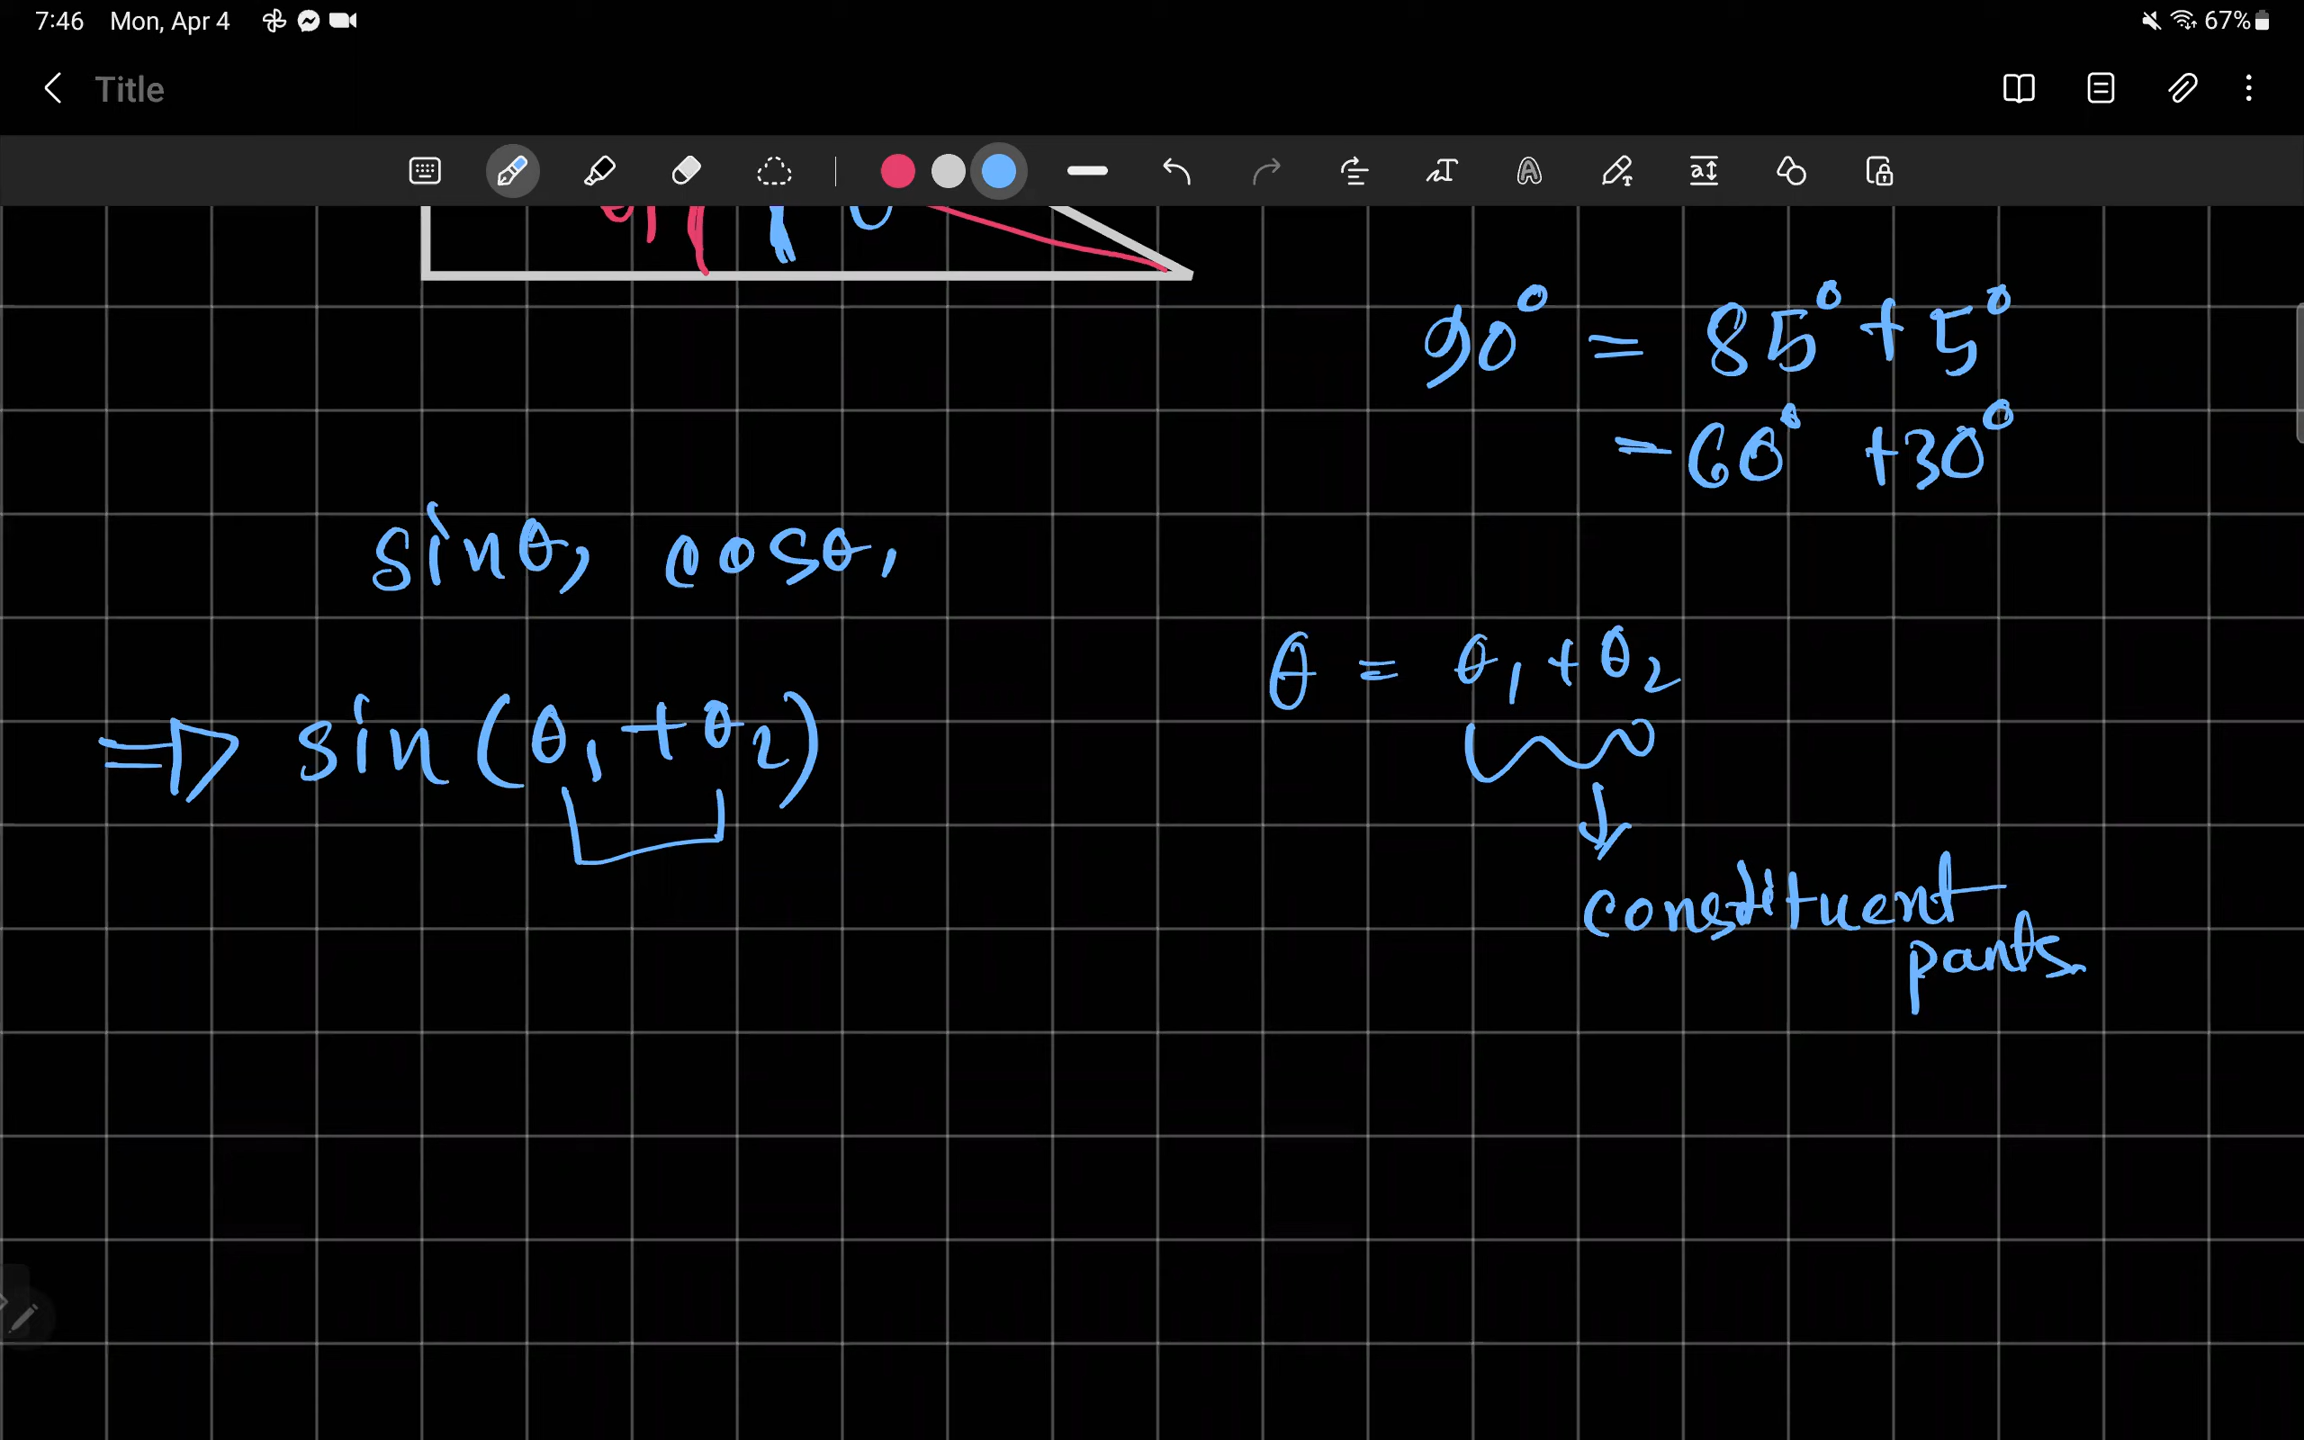 7:46 Mon, Apr 4 67%
Title
90° = 85° + 5°
= 60° + 30°
sinθ, cosθ,
θ = θ₁ + θ₂
⇒ sin(θ₁ + θ₂)
constituent
parts